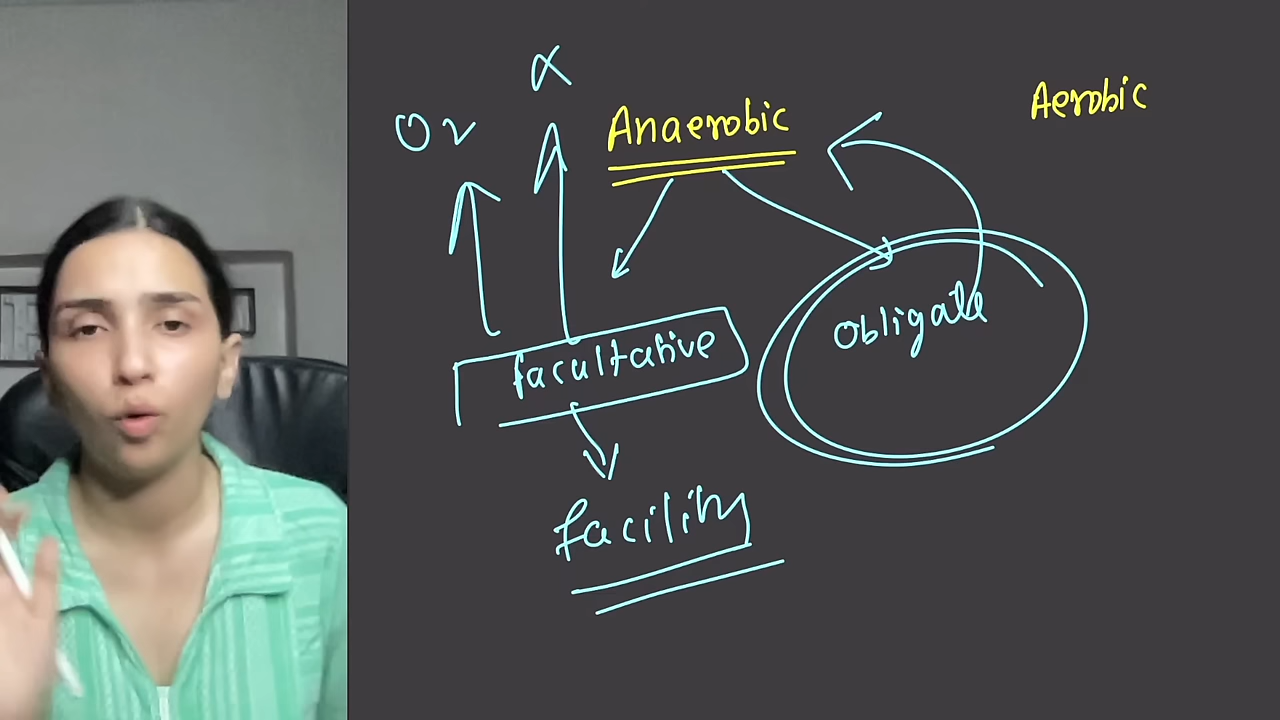 α
O2 Anaerobic Aerobic
facultative Obligate
facility